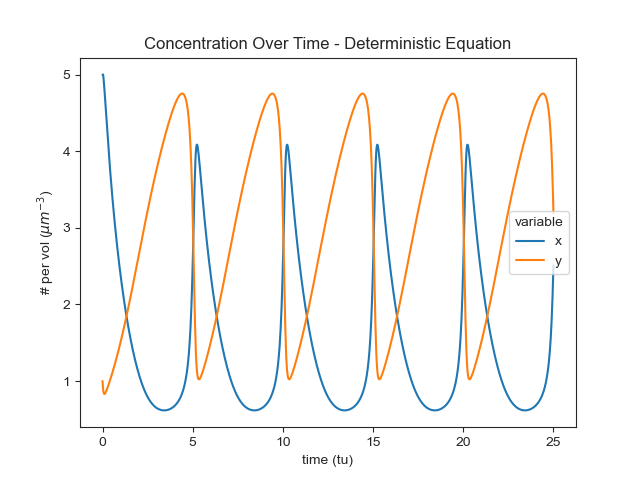 Concentration Over Time - Deterministic Equation
# per vol (μm⁻³)
5
4
3
2
1
variable
x
y
0 5 10 15 20 25
time (tu)